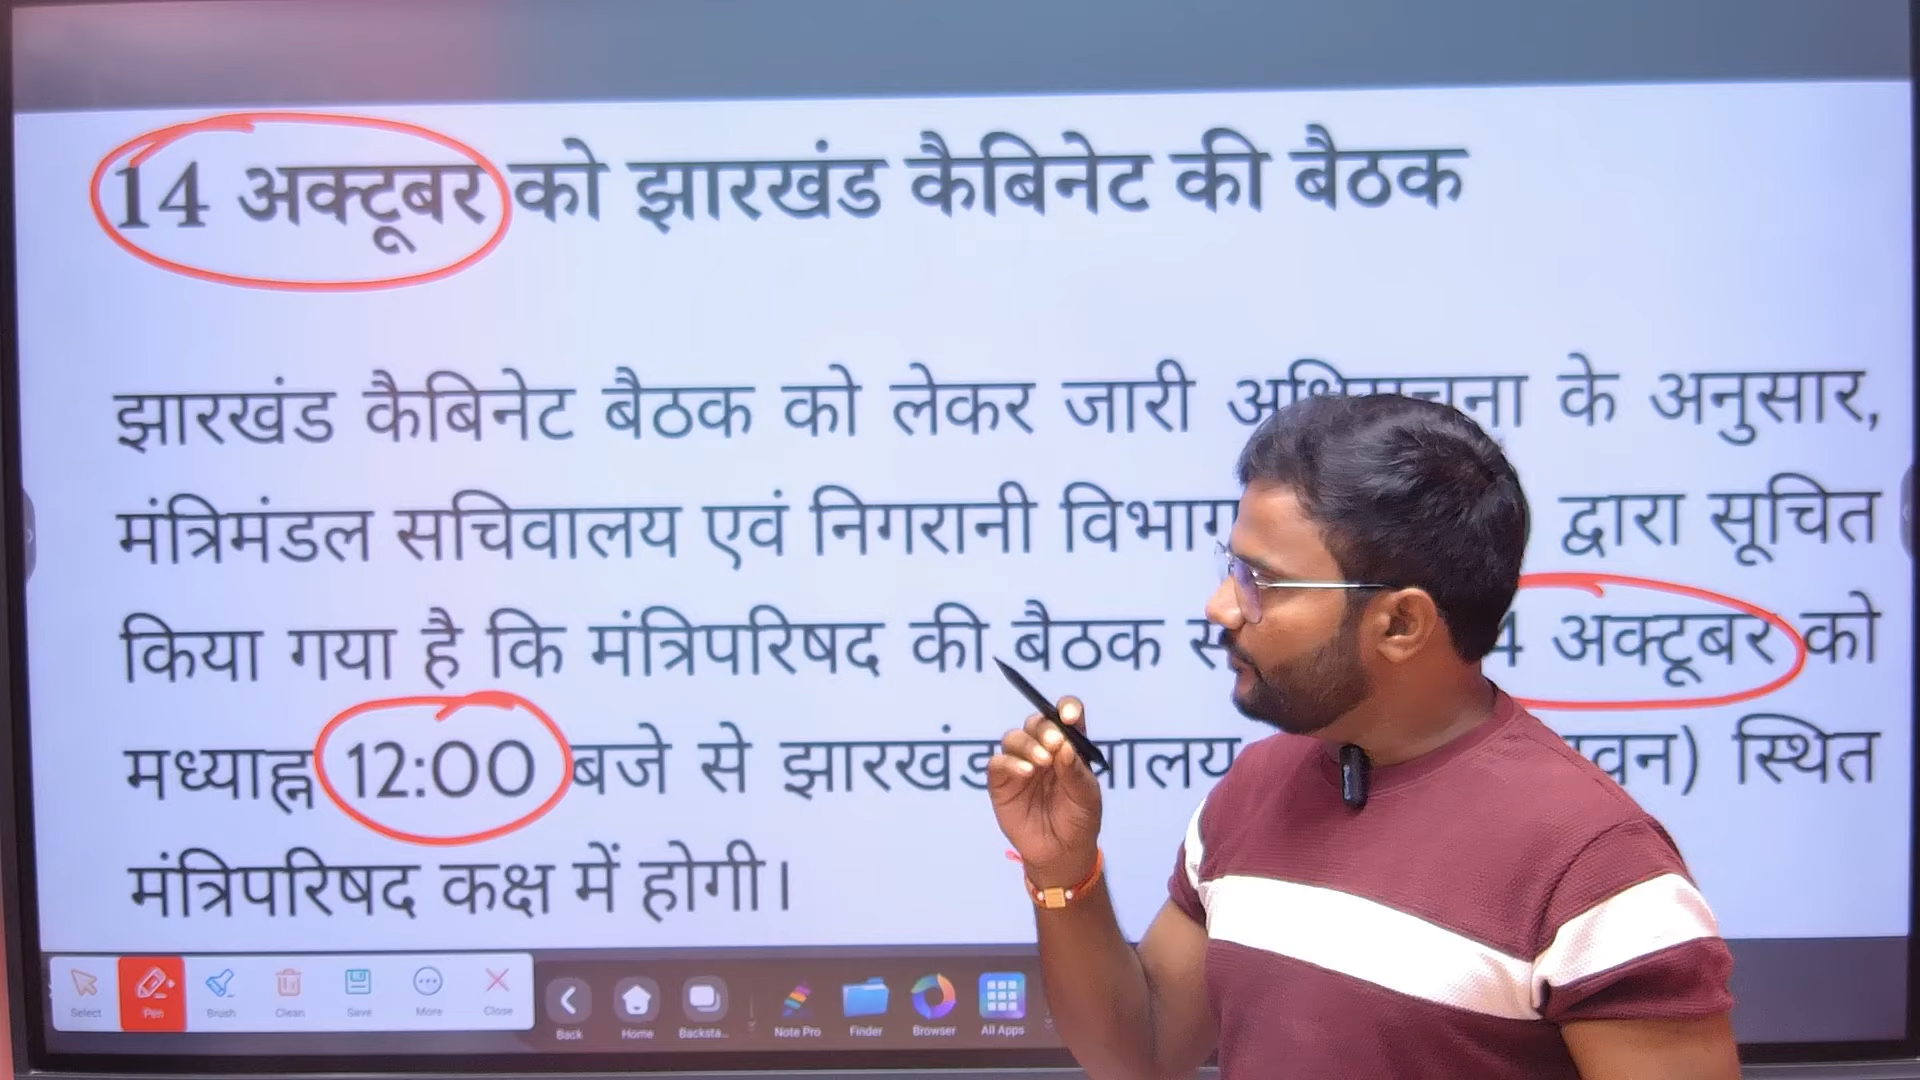 14 अक्टूबर को झारखंड कैबिनेट की बैठक
झारखंड कैबिनेट बैठक को लेकर जारी के अनुसार,
मंत्रिमंडल सचिवालय एवं निगरानी विभाग द्वारा सूचित
किया गया है कि मंत्रिपरिषद की बैठक अक्टूबर को
मध्याह्न 12:00 बजे से स्थित
मंत्रिपरिषद कक्ष में होगी।
Select Pen Brush Clean Save More Close Back Home Backsta... Note Pro Finder Browser All Apps